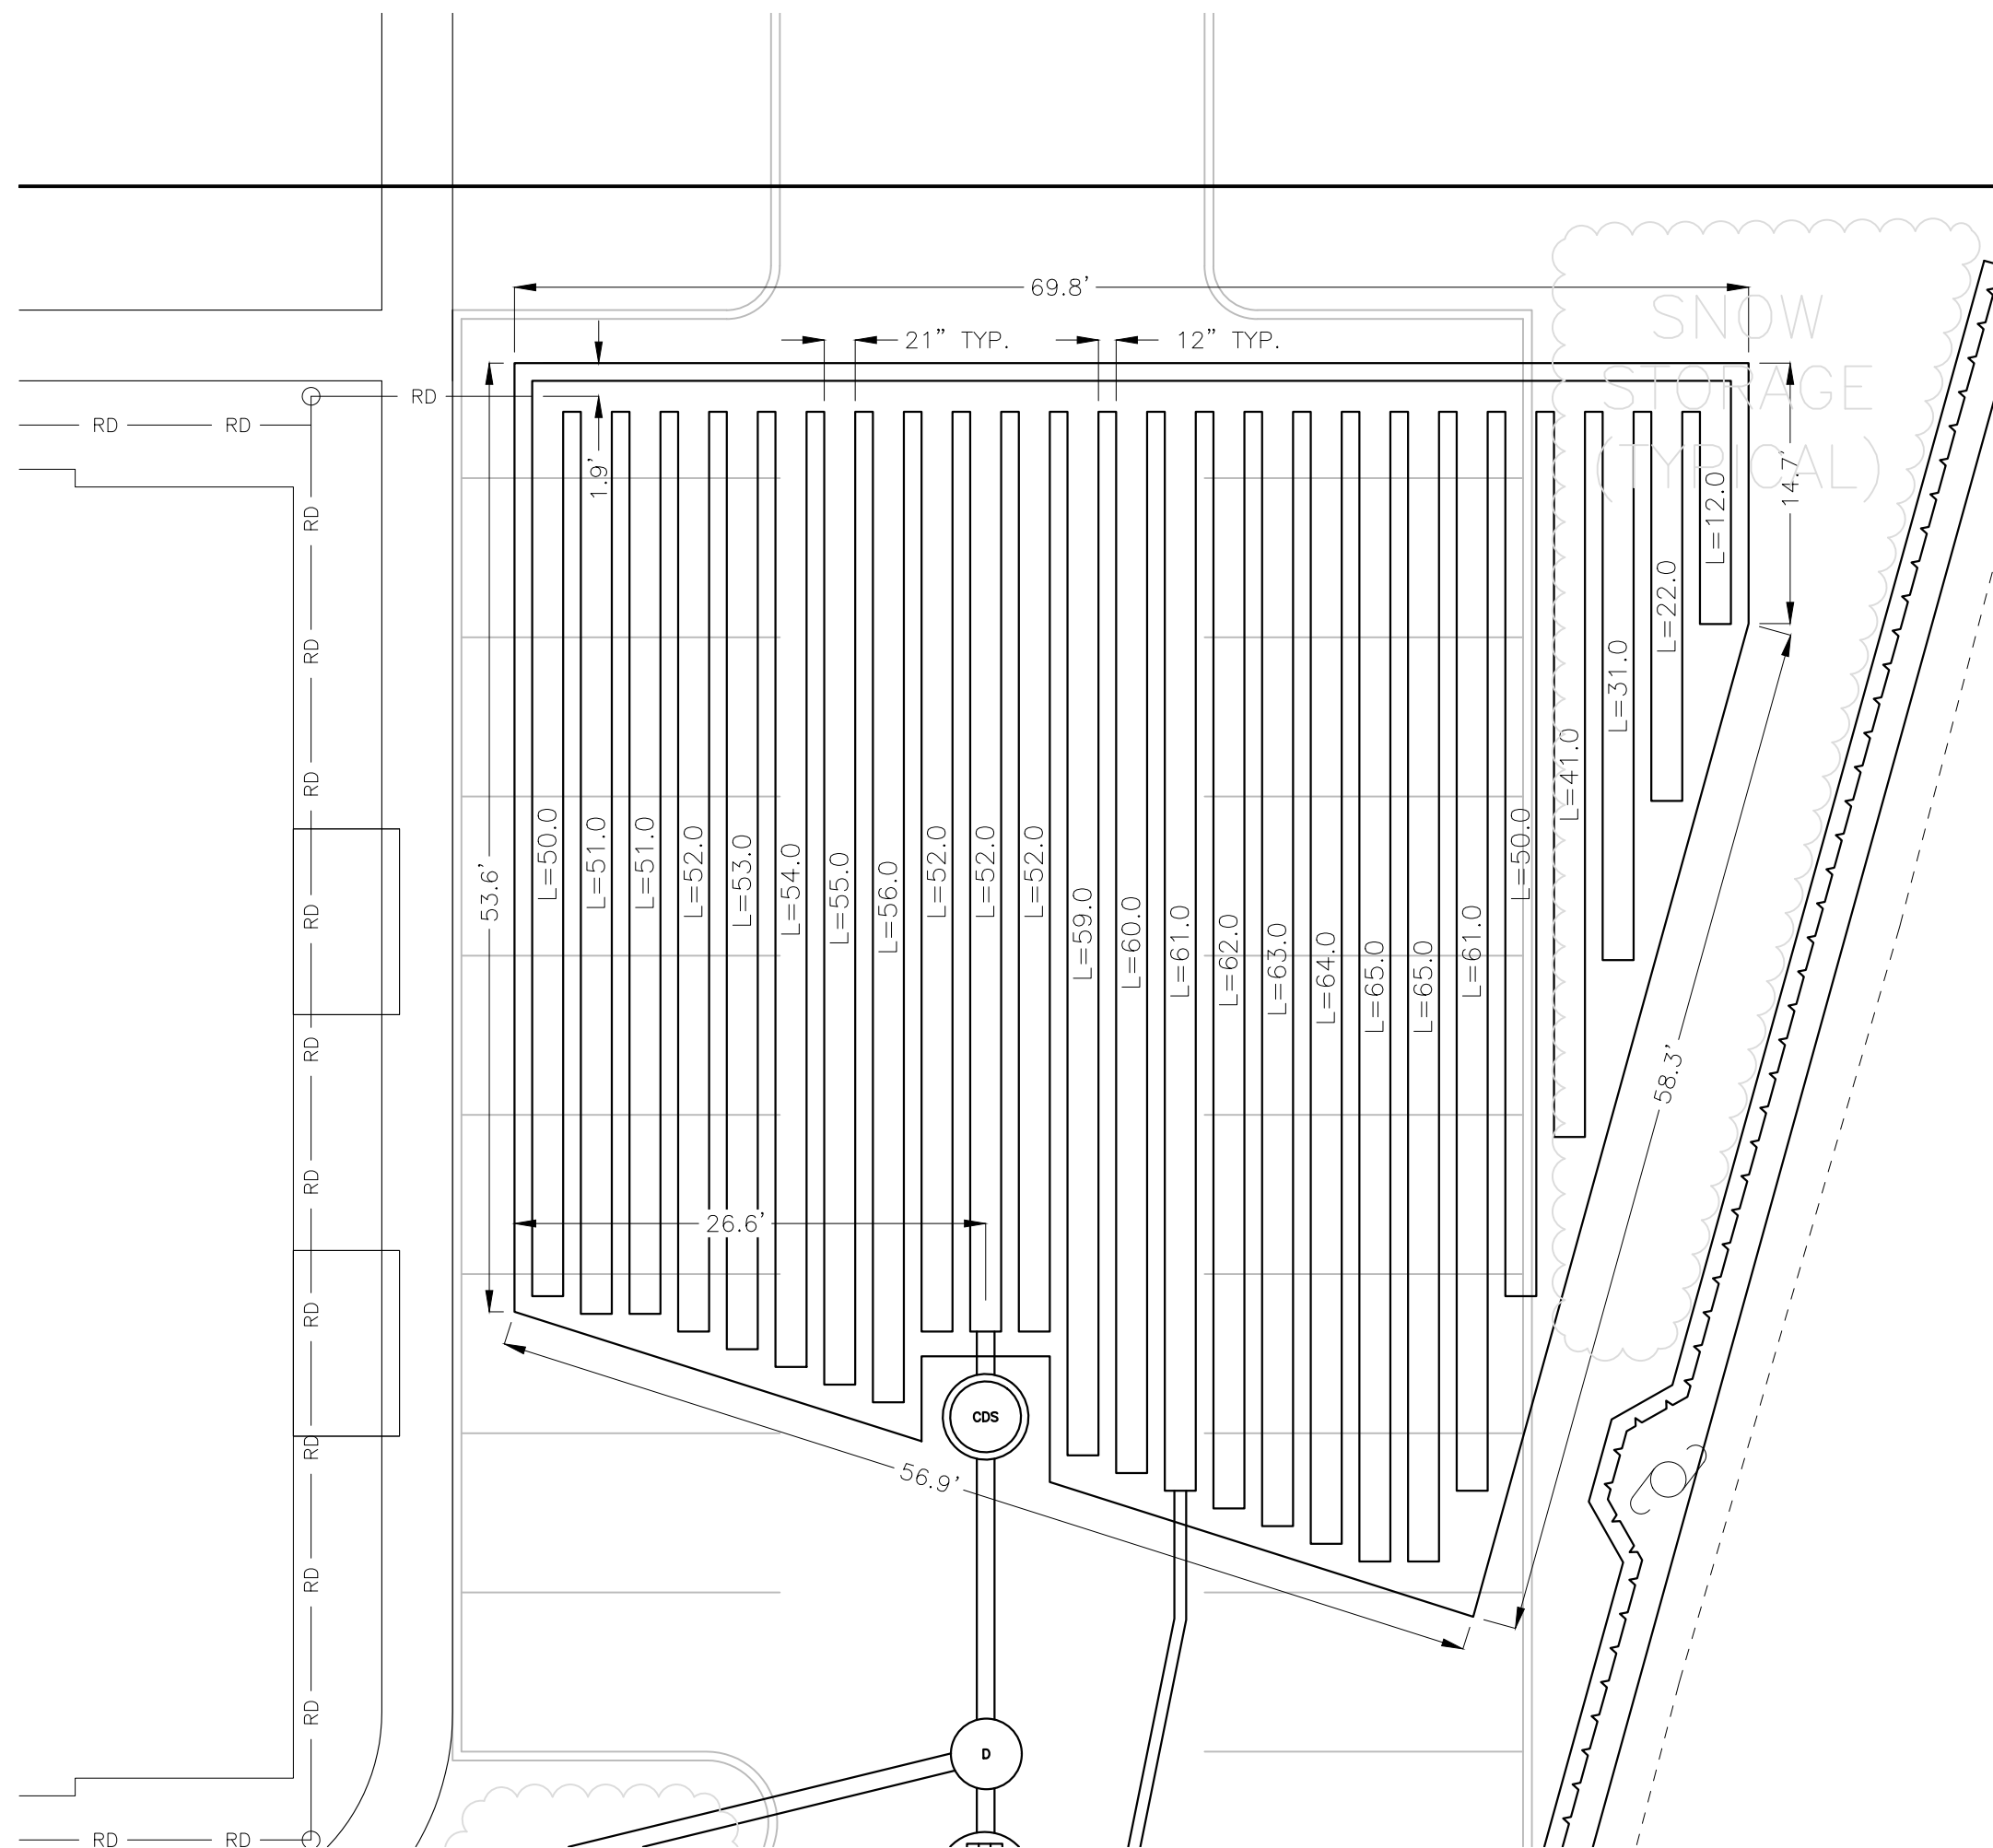 69.8'
SNOW
STORAGE
(TYPICAL)
21" TYP.
12" TYP.
RD
RD
RD
1.9'
14.7'
L=12.0
L=22.0
L=31.0
L=41.0
L=50.0
L=51.0
L=51.0
L=52.0
L=53.0
L=54.0
L=55.0
L=56.0
L=52.0
L=52.0
L=52.0
L=59.0
L=60.0
L=61.0
L=62.0
L=63.0
L=64.0
L=65.0
L=65.0
L=61.0
L=50.0
53.6'
58.3'
26.6'
56.9'
CDS
D
RD
RD
RD
RD
RD
RD
RD
RD
RD
RD
RD
RD